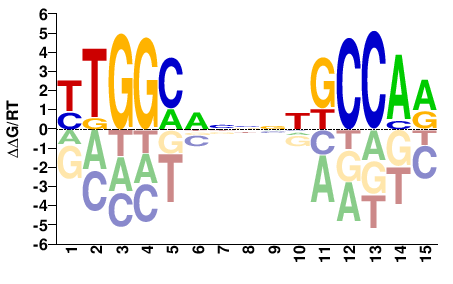 6
5
4
3
2
1
0
-1
-2
-3
-4
-5
-6
ΔΔG/RT
T T G G C G C C A A
C G A A T T C G
A A T T G C C T A G T
G C A A T A A G T C
C C
1 2 3 4 5 6 7 8 9 10 11 12 13 14 15